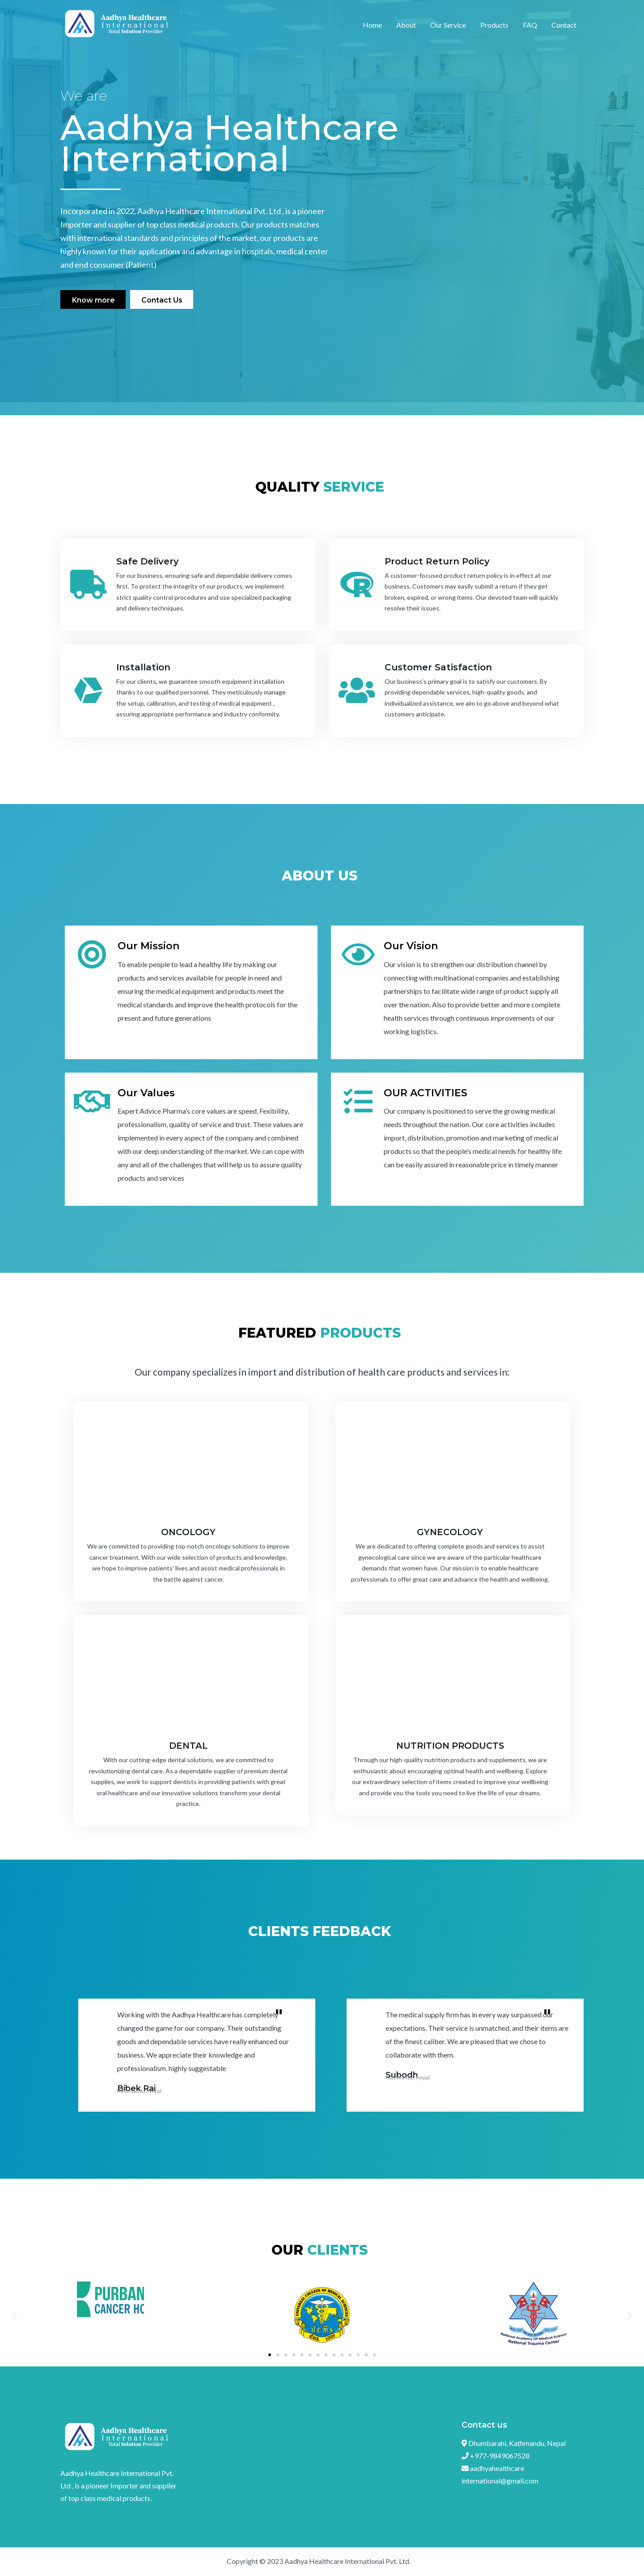 Aadhya Healthcare
International
Total Solution Provider
Home About Our Service Products FAQ Contact
We are
Aadhya Healthcare
International
Incorporated in 2022, Aadhya Healthcare International Pvt. Ltd , is a pioneer
Importer and supplier of top class medical products. Our products matches
with international standards and principles of the market, our products are
highly known for their applications and advantage in hospitals, medical center
and end consumer (Patient)
Know more Contact Us
QUALITY SERVICE
Safe Delivery
For our business, ensuring safe and dependable delivery comes
first. To protect the integrity of our products, we implement
strict quality control procedures and use specialized packaging
and delivery techniques.
Product Return Policy
A customer-focused product return policy is in effect at our
business. Customers may easily submit a return if they get
broken, expired, or wrong items. Our devoted team will quickly
resolve their issues.
Installation
For our clients, we guarantee smooth equipment installation
thanks to our qualified personnel. They meticulously manage
the setup, calibration, and testing of medical equipment ,
assuring appropriate performance and industry conformity.
Customer Satisfaction
Our business's primary goal is to satisfy our customers. By
providing dependable services, high-quality goods, and
individualized assistance, we aim to go above and beyond what
customers anticipate.
ABOUT US
Our Mission
To enable people to lead a healthy life by making our
products and services available for people in need and
ensuring the medical equipment and products meet the
medical standards and improve the health protocols for the
present and future generations
Our Vision
Our vision is to strengthen our distribution channel by
connecting with multinational companies and establishing
partnerships to facilitate wide range of product supply all
over the nation. Also to provide better and more complete
health services through continuous improvements of our
working logistics.
Our Values
Expert Advice Pharma's core values are speed, Fexibility,
professionalism, quality of service and trust. These values are
implemented in every aspect of the company and combined
with our deep understanding of the market. We can cope with
any and all of the challenges that will help us to assure quality
products and services
OUR ACTIVITIES
Our company is positioned to serve the growing medical
needs throughout the nation. Our core activities includes
import, distribution, promotion and marketing of medical
products so that the people's medical needs for healthy life
can be easily assured in reasonable price in timely manner
FEATURED PRODUCTS
Our company specializes in import and distribution of health care products and services in:
ONCOLOGY
We are committed to providing top-notch oncology solutions to improve
cancer treatment. With our wide selection of products and knowledge,
we hope to improve patients' lives and assist medical professionals in
the battle against cancer.
GYNECOLOGY
We are dedicated to offering complete goods and services to assist
gynecological care since we are aware of the particular healthcare
demands that women have. Our mission is to enable healthcare
professionals to offer great care and advance the health and wellbeing.
DENTAL
With our cutting-edge dental solutions, we are committed to
revolutionizing dental care. As a dependable supplier of premium dental
supplies, we work to support dentists in providing patients with great
oral healthcare and our innovative solutions transform your dental
practice.
NUTRITION PRODUCTS
Through our high-quality nutrition products and supplements, we are
enthusiastic about encouraging optimal health and wellbeing. Explore
our extraordinary selection of items created to improve your wellbeing
and provide you the tools you need to live the life of your dreams.
CLIENTS FEEDBACK
"
Working with the Aadhya Healthcare has completely
changed the game for our company. Their outstanding
goods and dependable services have really enhanced our
business. We appreciate their knowledge and
professionalism. highly suggestable
Bibek Rai
"
The medical supply firm has in every way surpassed our
expectations. Their service is unmatched, and their items are
of the finest caliber. We are pleased that we chose to
collaborate with them.
Subodh
Nepal
OUR CLIENTS
PURBAN
CANCER HO
National Academy Of Medical Science
National Trauma Center
Aadhya Healthcare
International
Total Solution Provider
Aadhya Healthcare International Pvt.
Ltd , is a pioneer Importer and supplier
of top class medical products.
Contact us
Dhumbarahi, Kathmandu, Nepal
+977-9849067528
aadhyahealthcare
international@gmail.com
Copyright © 2023 Aadhya Healthcare International Pvt. Ltd.